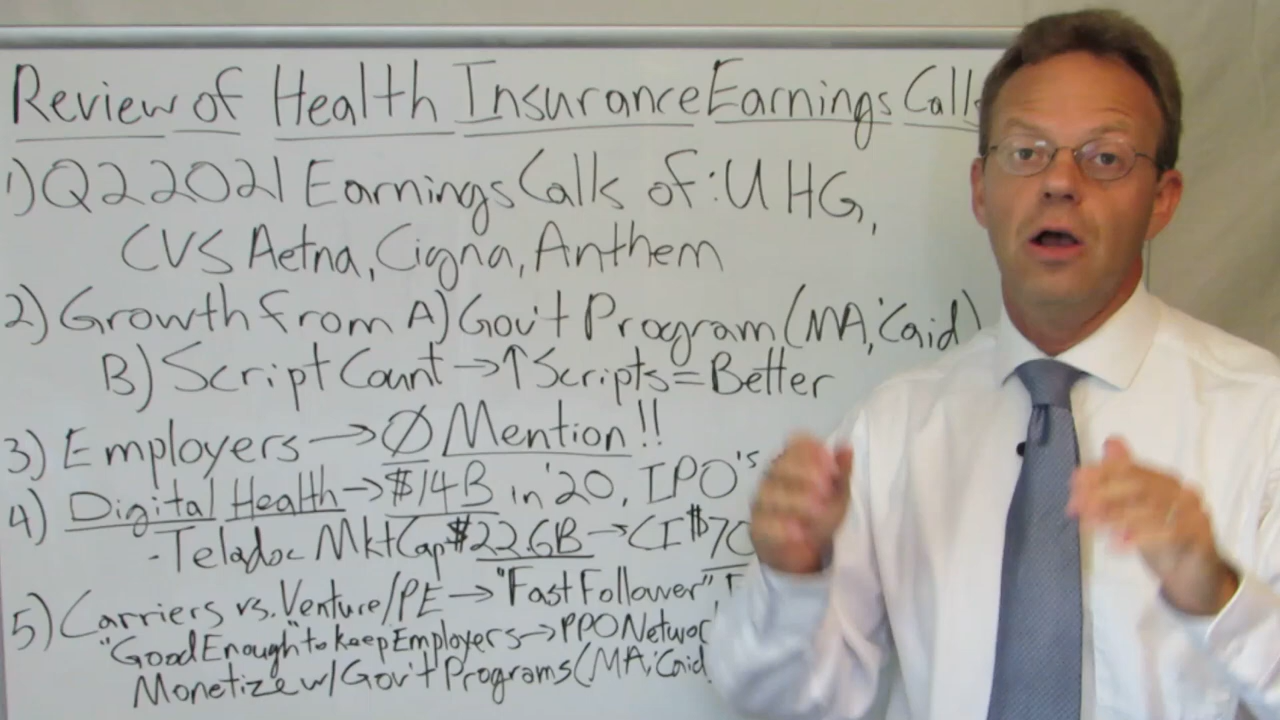 Review of Health Insurance Earnings Calls
1) Q2 2021 Earnings Calls of: UHG,
CVS Aetna, Cigna, Anthem
2) Growth from A) Gov't Program (MA, 'Caid)
B) Script Count → ↑ Scripts = Better
3) Employers → Ø Mention!!
4) Digital Health → $14B in '20, IPO's
- Teladoc Mkt Cap $22.6B → CI $70
5) Carriers vs. Venture/PE → "Fast Follower"
"Good Enough" to keep Employers → PPO
Monetize w/ Gov't Programs (MA, 'Caid